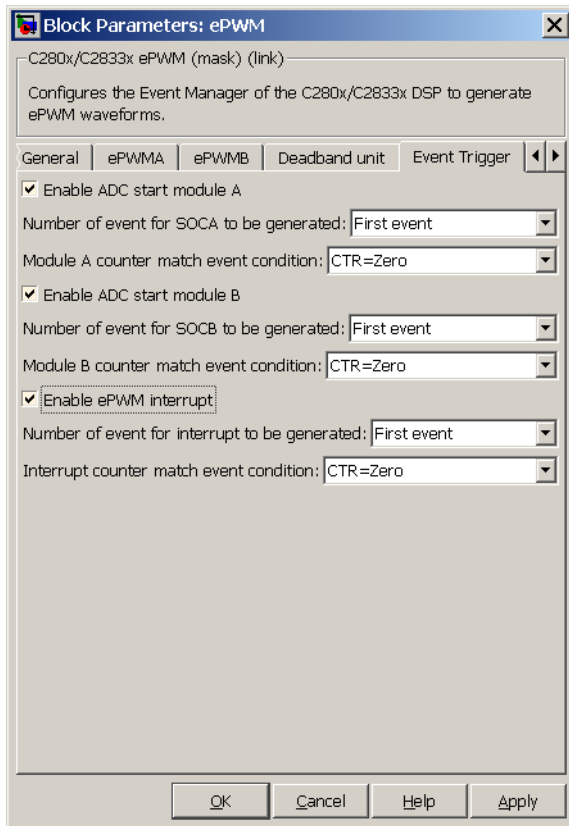 Block Parameters: ePWM
C280x/C2833x ePWM (mask) (link)
Configures the Event Manager of the C280x/C2833x DSP to generate
ePWM waveforms.
General ePWMA ePWMB Deadband unit Event Trigger
Enable ADC start module A
Number of event for SOCA to be generated: First event
Module A counter match event condition: CTR=Zero
Enable ADC start module B
Number of event for SOCB to be generated: First event
Module B counter match event condition: CTR=Zero
Enable ePWM interrupt
Number of event for interrupt to be generated: First event
Interrupt counter match event condition: CTR=Zero
OK Cancel Help Apply